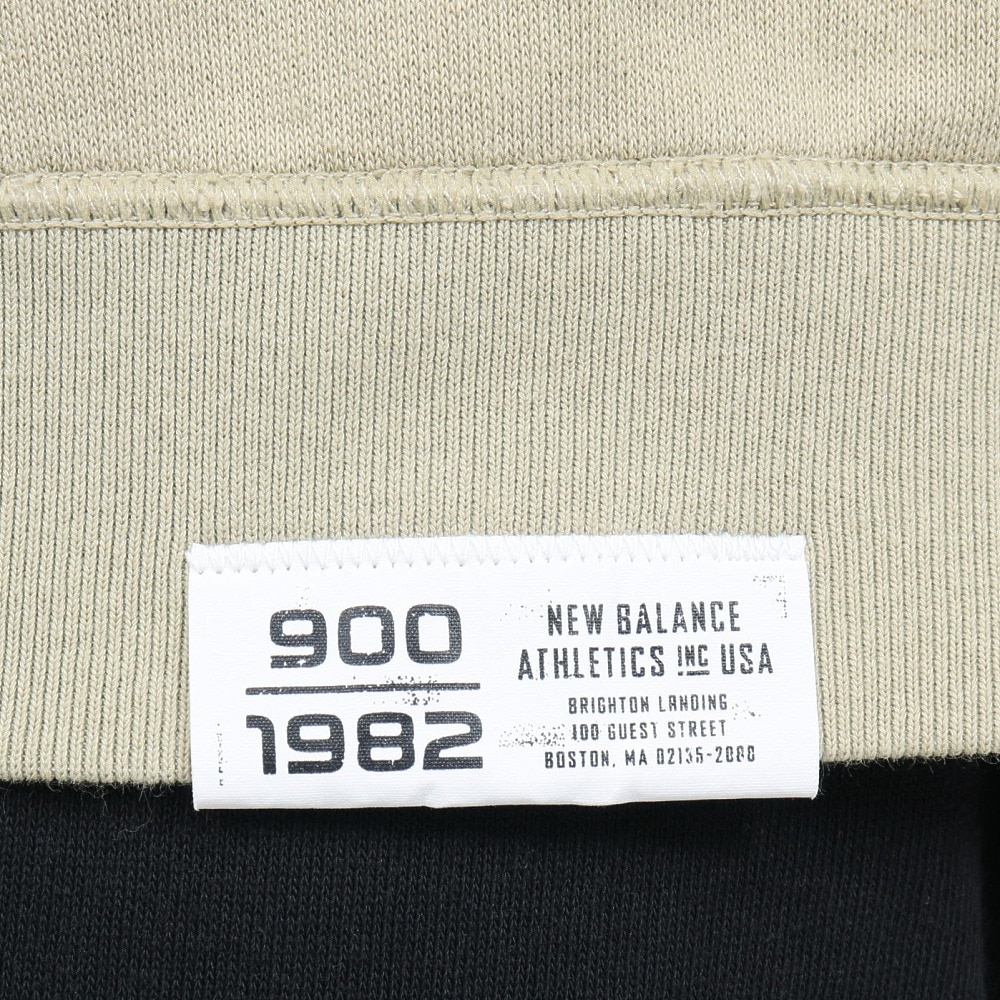 900
1982
NEW BALANCE
ATHLETICS INC USA
BRIGHTON LANDING
100 GUEST STREET
BOSTON, MA 02135-2088